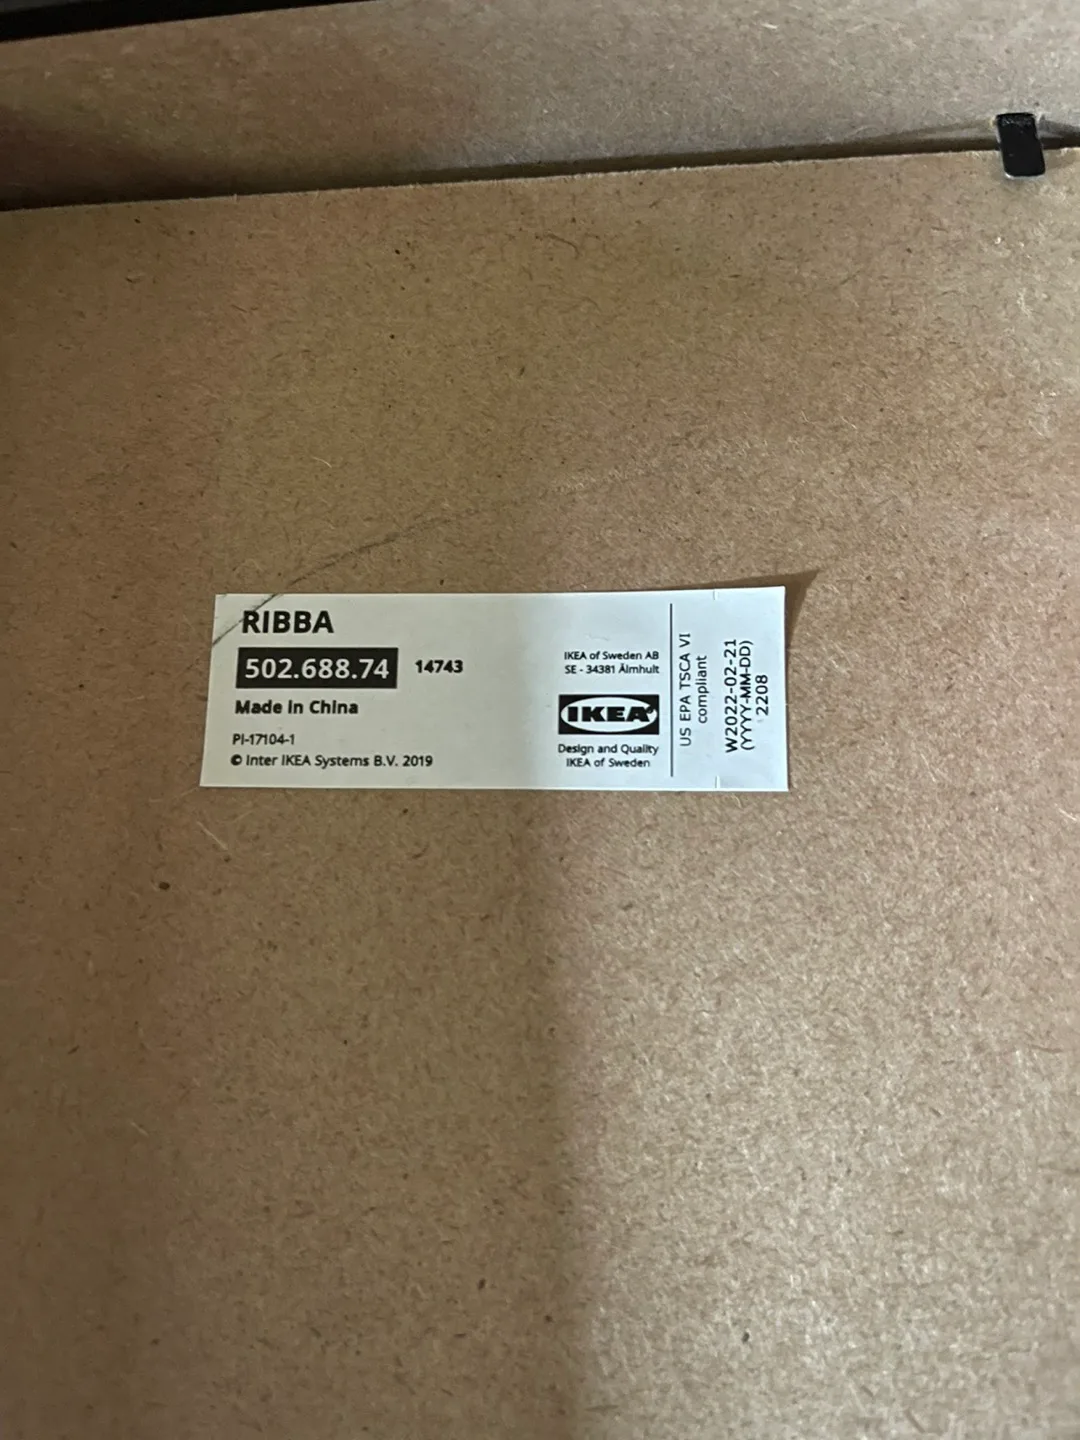 RIBBA
502.688.74 14743
Made in China
PI-17104-1
© Inter IKEA Systems B.V. 2019
IKEA of Sweden AB
SE - 34381 Älmhult
IKEA
Design and Quality
IKEA of Sweden
US EPA TSCA VI
compliant
W2022-02-21
(YYYY-MM-DD)
2208